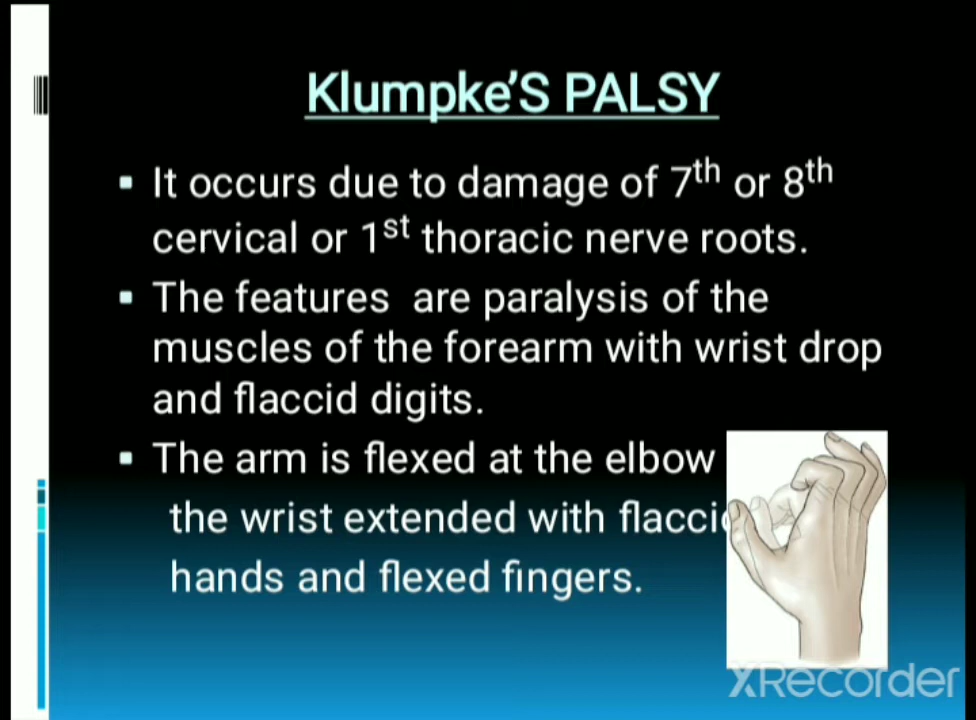 Klumpke’S PALSY
▪ It occurs due to damage of 7th or 8th
cervical or 1st thoracic nerve roots.
▪ The features are paralysis of the
muscles of the forearm with wrist drop
and flaccid digits.
▪ The arm is flexed at the elbow
the wrist extended with flaccid
hands and flexed fingers.
XRecorder